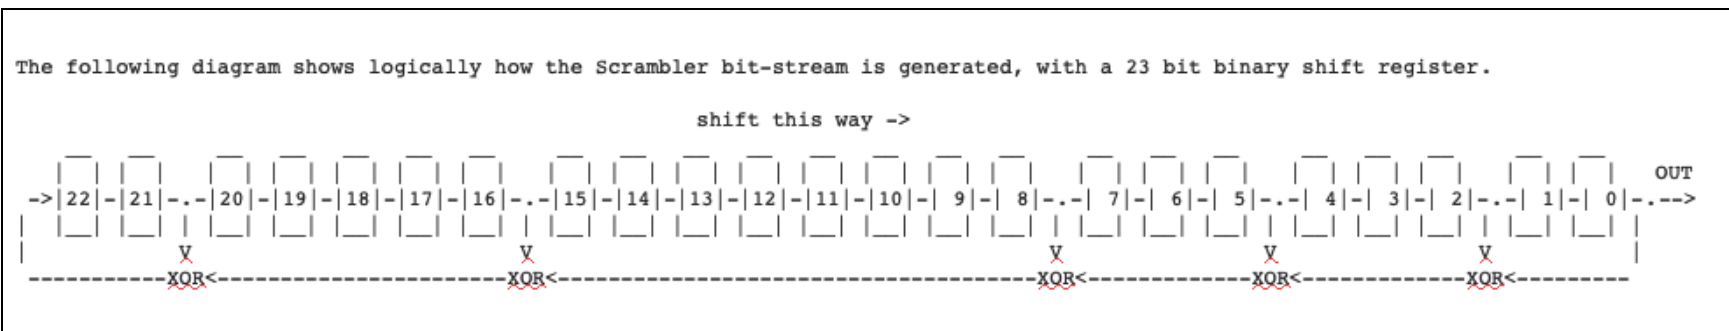 The following diagram shows logically how the Scrambler bit-stream is generated, with a 23 bit binary shift register.
shift this way ->
OUT
->|22|-|21|-.-|20|-|19|-|18|-|17|-|16|-.-|15|-|14|-|13|-|12|-|11|-|10|-| 9|-| 8|-.-| 7|-| 6|-| 5|-.-| 4|-| 3|-| 2|-.-| 1|-| 0|-.-->
V V V V V
-----------XOR<-----------------------XOR<--------------------------------------XOR<-------------XOR<-------------XOR<---------